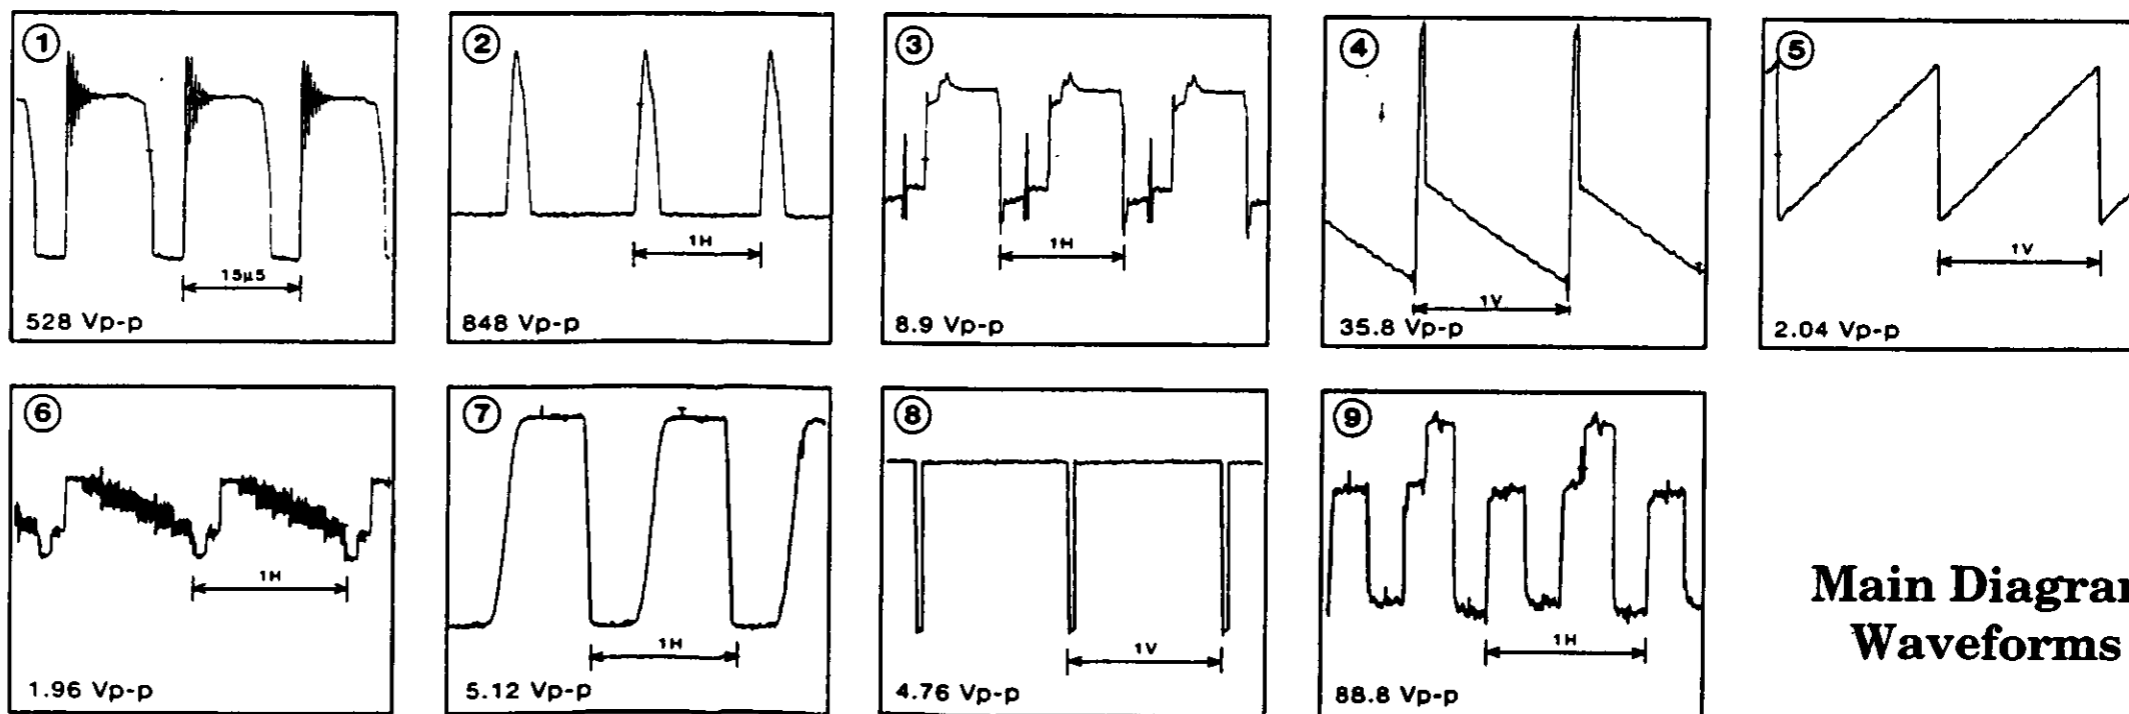 1
15µ5
528 Vp-p
2
1H
848 Vp-p
3
1H
8.9 Vp-p
4
1V
35.8 Vp-p
5
1V
2.04 Vp-p
6
1H
1.96 Vp-p
7
1H
5.12 Vp-p
8
1V
4.76 Vp-p
9
1H
88.8 Vp-p
Main Diagram
Waveforms